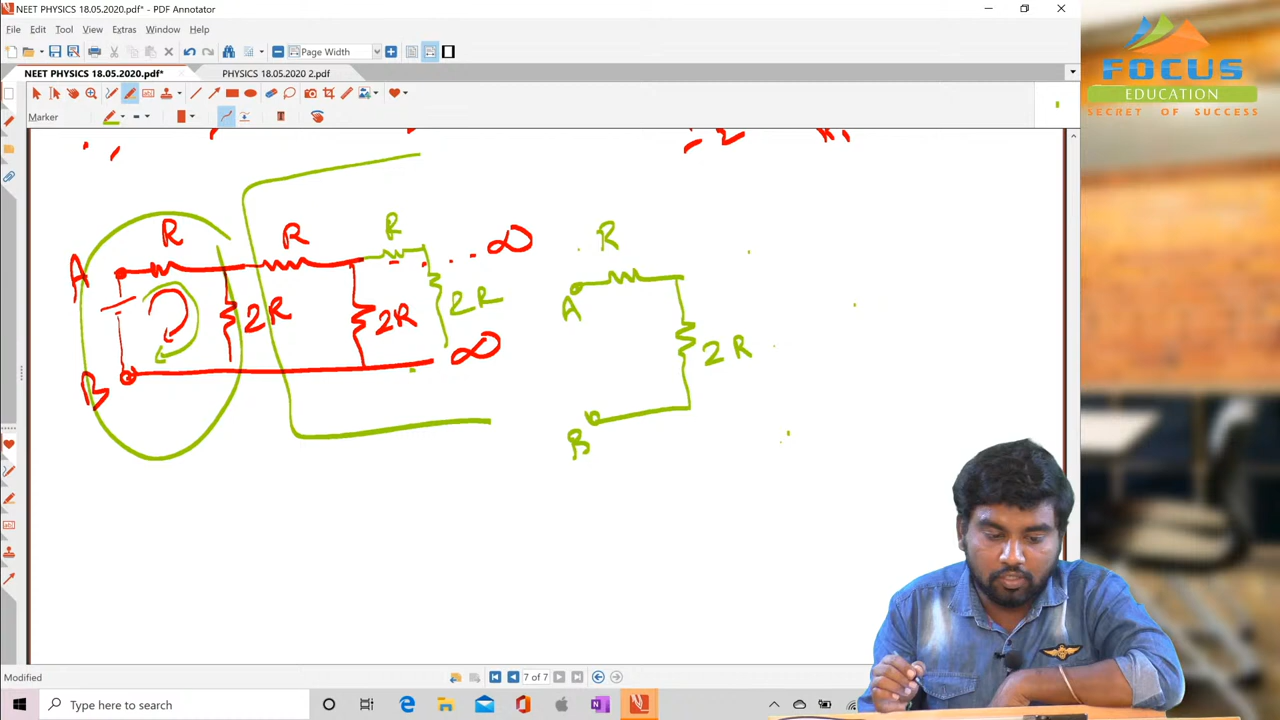 NEET PHYSICS 18.05.2020.pdf* - PDF Annotator
File Edit Tool View Extras Window Help
Page Width
NEET PHYSICS 18.05.2020.pdf*
PHYSICS 18.05.2020 2.pdf
Marker
FOCUS
EDUCATION
SECRET OF SUCCESS
R R R ... ∞ R
A A
2R 2R 2R 2R
∞
B B
Modified
7 of 7
Type here to search